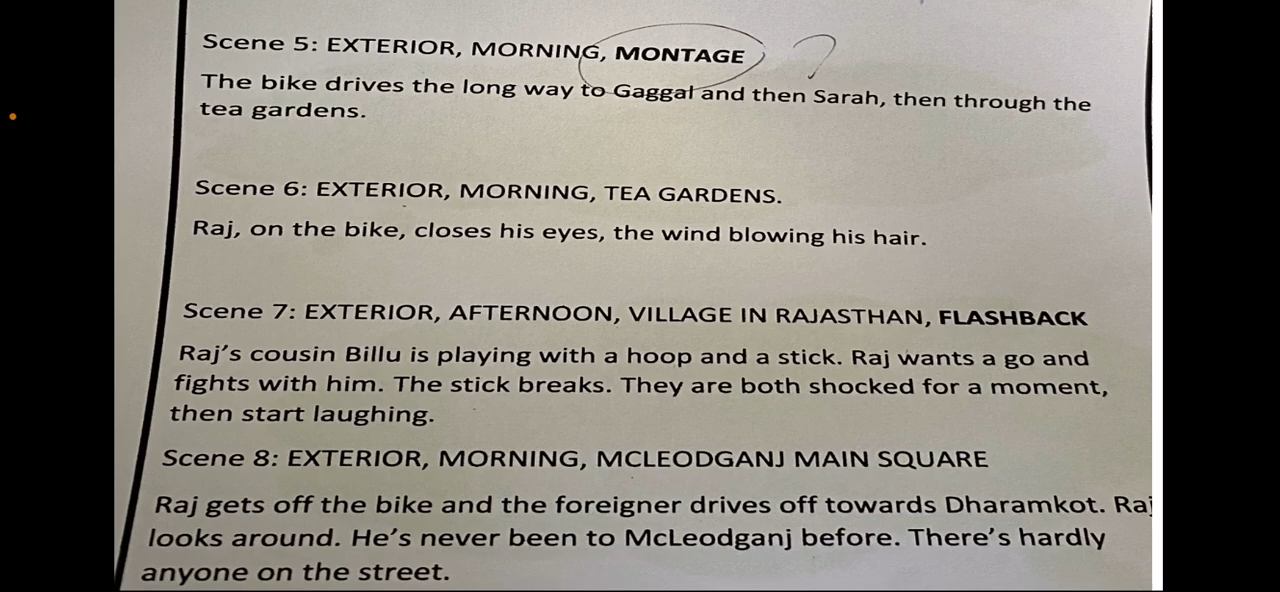 Scene 5: EXTERIOR, MORNING, MONTAGE ?
The bike drives the long way to Gaggal and then Sarah, then through the
tea gardens.
Scene 6: EXTERIOR, MORNING, TEA GARDENS.
Raj, on the bike, closes his eyes, the wind blowing his hair.
Scene 7: EXTERIOR, AFTERNOON, VILLAGE IN RAJASTHAN, FLASHBACK
Raj's cousin Billu is playing with a hoop and a stick. Raj wants a go and
fights with him. The stick breaks. They are both shocked for a moment,
then start laughing.
Scene 8: EXTERIOR, MORNING, MCLEODGANJ MAIN SQUARE
Raj gets off the bike and the foreigner drives off towards Dharamkot. Raj
looks around. He's never been to McLeodganj before. There's hardly
anyone on the street.